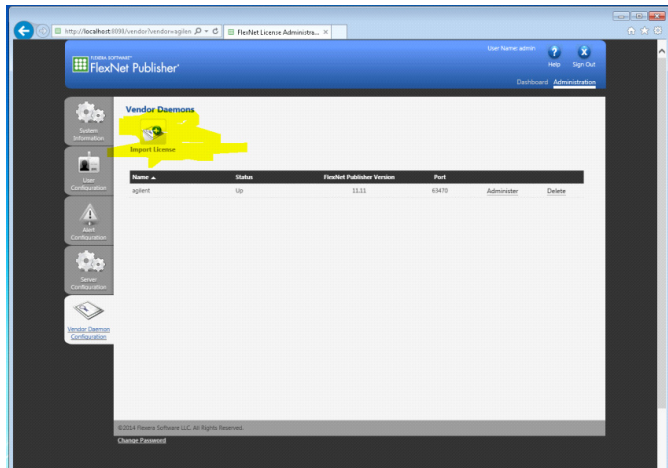 http://localhost:8090/vendor?vendor=agilen
FlexNet License Administra...
FLEXERA SOFTWARE
FlexNet Publisher
User Name: admin
Help
Sign Out
Dashboard
Administration
System
Information
User
Configuration
Alert
Configuration
Server
Configuration
Vendor Daemon
Configuration
Vendor Daemons
Import License
Name
Status
FlexNet Publisher Version
Port
agilent
Up
11.11
63470
Administer
Delete
©2014 Flexera Software LLC. All Rights Reserved.
Change Password